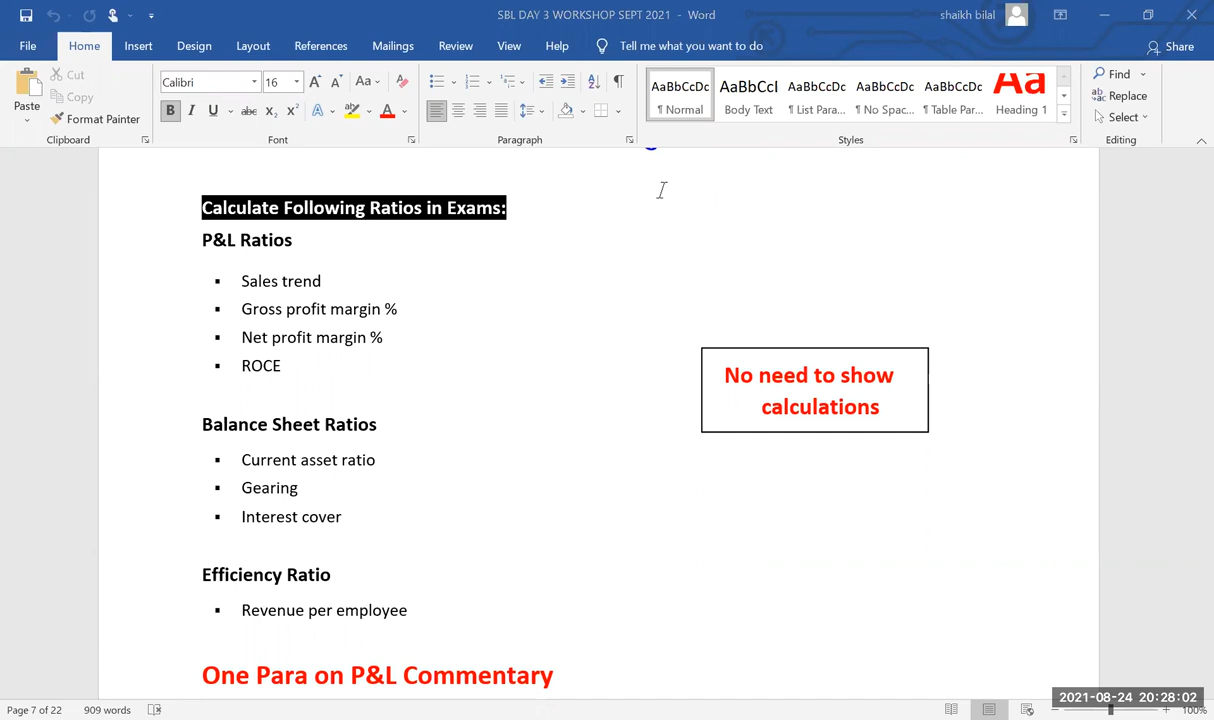 SBL DAY 3 WORKSHOP SEPT 2021 - Word
shaikh bilal
File Home Insert Design Layout References Mailings Review View Help Tell me what you want to do Share
Paste
Cut
Copy
Format Painter
Calibri 16 Aa
B I U abc X₂ X² A A
AaBbCcDc AaBbCcI AaBbCcDc AaBbCcDc AaBbCcDc Aa
¶ Normal Body Text ¶ List Para... ¶ No Spac... ¶ Table Par... Heading 1
Find
Replace
Select
Clipboard Font Paragraph Styles Editing
Calculate Following Ratios in Exams:
P&L Ratios
▪ Sales trend
▪ Gross profit margin %
▪ Net profit margin %
▪ ROCE
No need to show
calculations
Balance Sheet Ratios
▪ Current asset ratio
▪ Gearing
▪ Interest cover
Efficiency Ratio
▪ Revenue per employee
One Para on P&L Commentary
2021-08-24 20:28:02
Page 7 of 22 909 words 100%